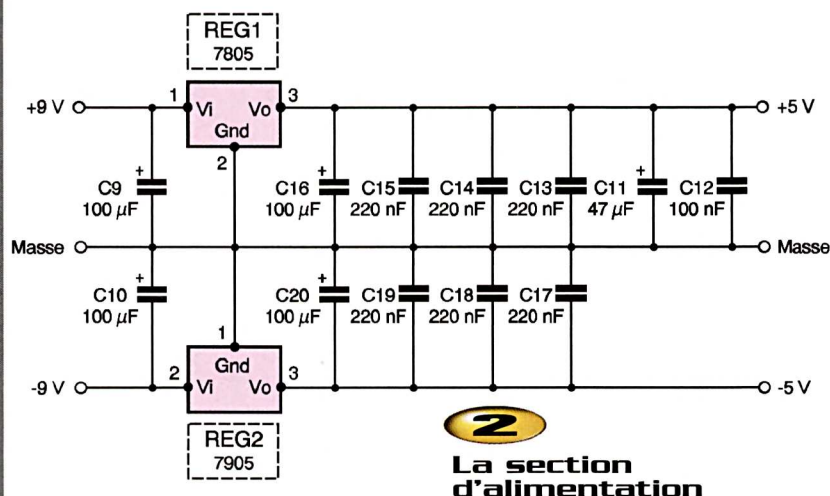 REG1
7805
+9 V
1
Vi
Vo
3
+5 V
Gnd
2
+
C9
100 µF
+
C16
100 µF
C15
220 nF
C14
220 nF
C13
220 nF
+
C11
47 µF
C12
100 nF
Masse
Masse
+
C10
100 µF
+
C20
100 µF
C19
220 nF
C18
220 nF
C17
220 nF
1
Gnd
-9 V
2
Vi
Vo
3
-5 V
REG2
7905
2
La section
d'alimentation